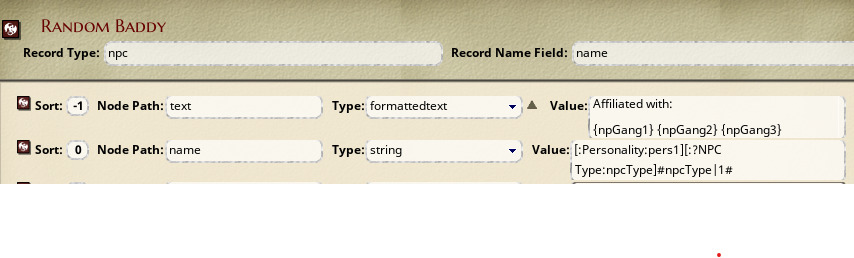 Random Baddy
Record Type: npc Record Name Field: name
Sort: -1 Node Path: text Type: formattedtext Value: Affiliated with:
{npGang1} {npGang2} {npGang3}
Sort: 0 Node Path: name Type: string Value: [:Personality:pers1][:?NPC
Type:npcType]#npcType|1#